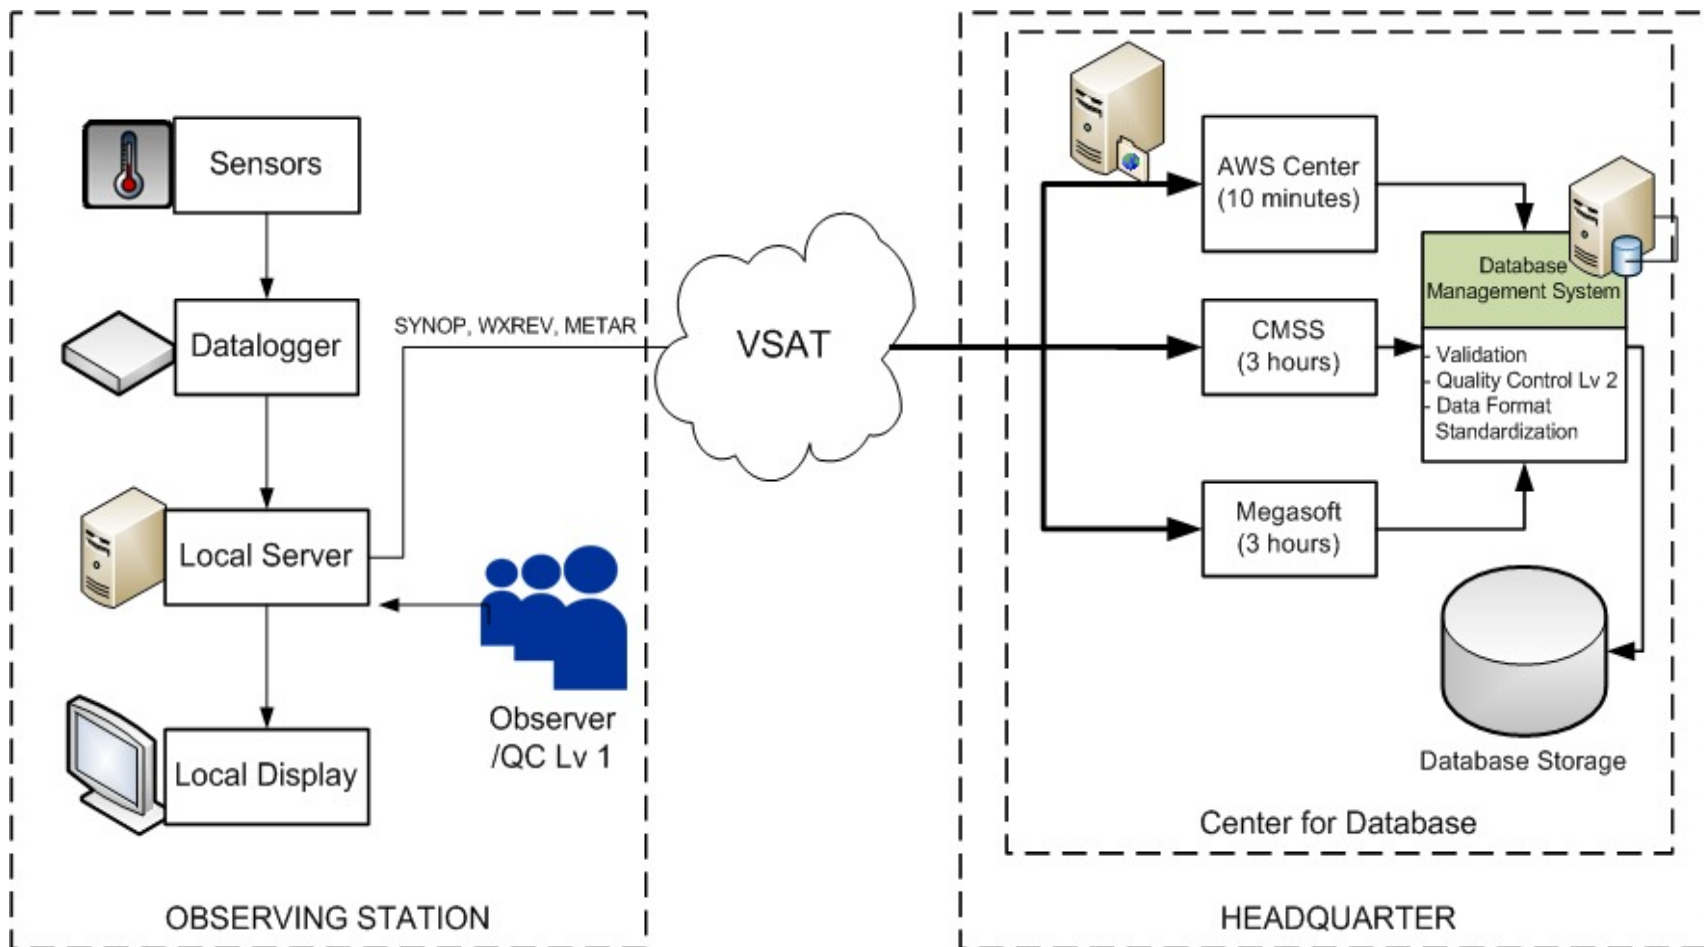 Sensors
Datalogger
Local Server
Local Display
Observer
/QC Lv 1
OBSERVING STATION
SYNOP, WXREV, METAR
VSAT
AWS Center
(10 minutes)
CMSS
(3 hours)
Megasoft
(3 hours)
Database
Management System
- Validation
- Quality Control Lv 2
- Data Format
Standardization
Database Storage
Center for Database
HEADQUARTER